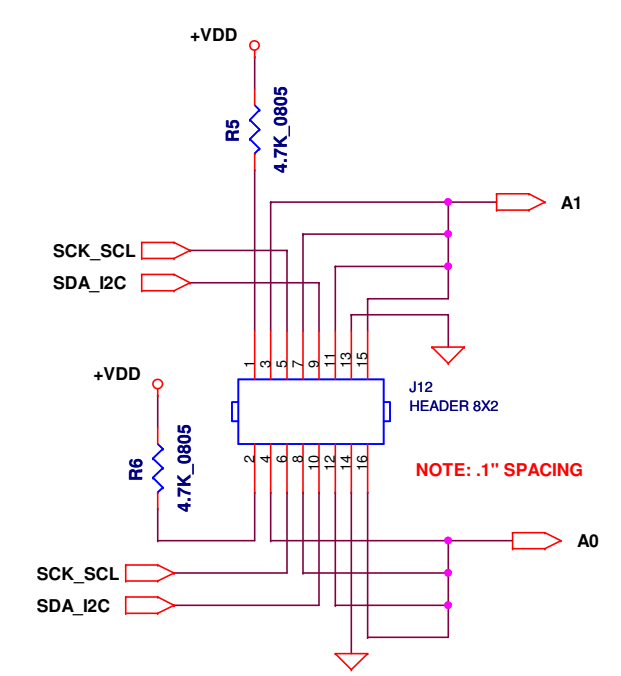 +VDD
R5
4.7K_0805
A1
SCK_SCL
SDA_I2C
1
3
5
7
9
11
13
15
J12
HEADER 8X2
+VDD
R6
4.7K_0805
2
4
6
8
10
12
14
16
NOTE: .1" SPACING
A0
SCK_SCL
SDA_I2C